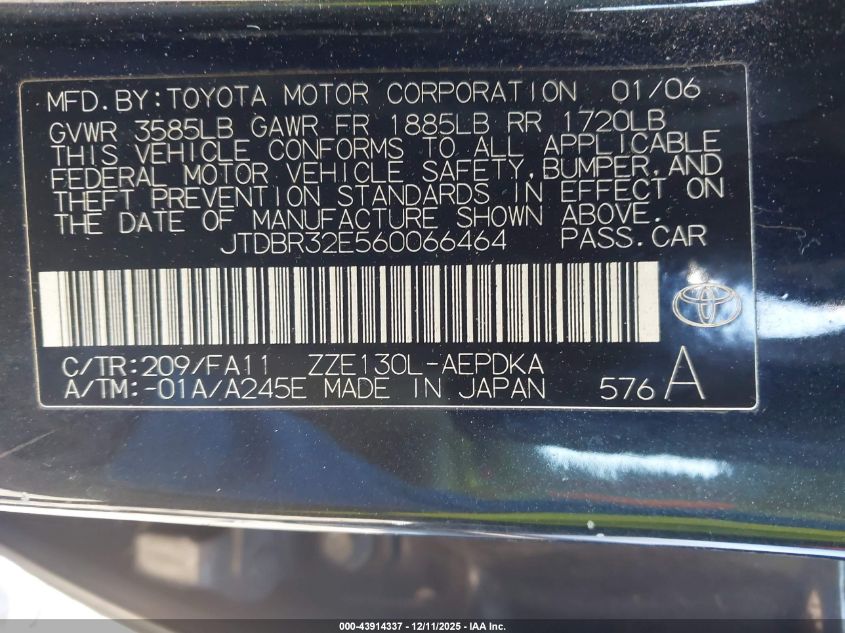 MFD.BY:TOYOTA MOTOR CORPORATION 01/06
GVWR 3585LB GAWR FR 1885LB RR 1720LB
THIS VEHICLE CONFORMS TO ALL APPLICABLE
FEDERAL MOTOR VEHICLE SAFETY,BUMPER,AND
THEFT PREVENTION STANDARDS IN EFFECT ON
THE DATE OF MANUFACTURE SHOWN ABOVE.
JTDBR32E560066464 PASS.CAR
C/TR:209/FA11 ZZE130L-AEPDKA
A/TM:-01A/A245E MADE IN JAPAN 576 A
000-43914337 - 12/11/2025 - IAA Inc.